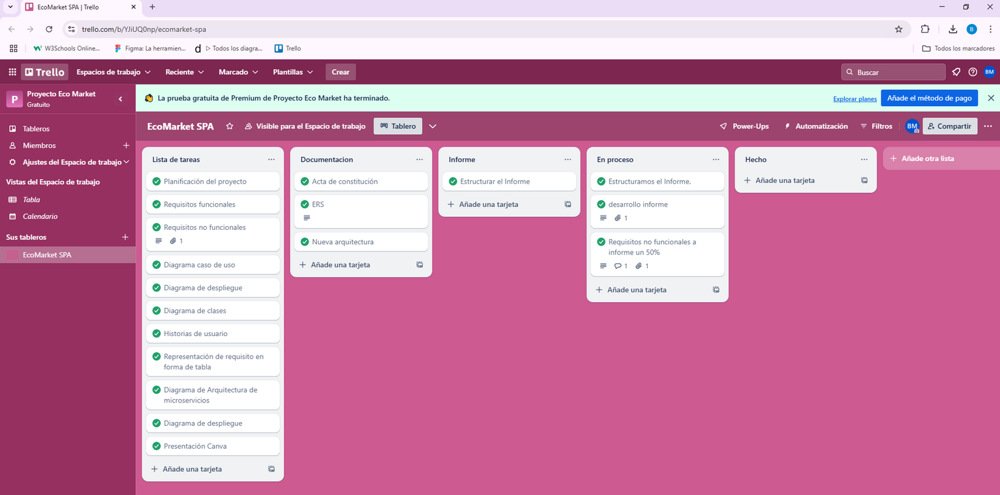 EcoMarket SPA | Trello
trello.com/b/YJiUQ0np/ecomarket-spa
B
W3Schools Online...
Figma: La herramien...
d
Todos los diagra...
Trello
Todos los marcadores
Trello
Espacios de trabajo
Reciente
Marcado
Plantillas
Crear
Buscar
BM
P
Proyecto Eco Market
Gratuito
La prueba gratuita de Premium de Proyecto Eco Market ha terminado.
Explorar planes
Añade el método de pago
Tableros
Miembros
Ajustes del Espacio de trabajo
Vistas del Espacio de trabajo
Tabla
Calendario
Sus tableros
EcoMarket SPA
EcoMarket SPA
Visible para el Espacio de trabajo
Tablero
Power-Ups
Automatización
Filtros
BM
Compartir
Lista de tareas
Planificación del proyecto
Requisitos funcionales
Requisitos no funcionales
1
Diagrama caso de uso
Diagrama de despliegue
Diagrama de clases
Historias de usuario
Representación de requisito en
forma de tabla
Diagrama de Arquitectura de
microservicios
Diagrama de despliegue
Presentación Canva
Añade una tarjeta
Documentacion
Acta de constitución
ERS
Nueva arquitectura
Añade una tarjeta
Informe
Estructurar el Informe
Añade una tarjeta
En proceso
Estructuramos el Informe.
desarrollo informe
1
Requisitos no funcionales a
informe un 50%
1 1
Añade una tarjeta
Hecho
Añade una tarjeta
Añade otra lista